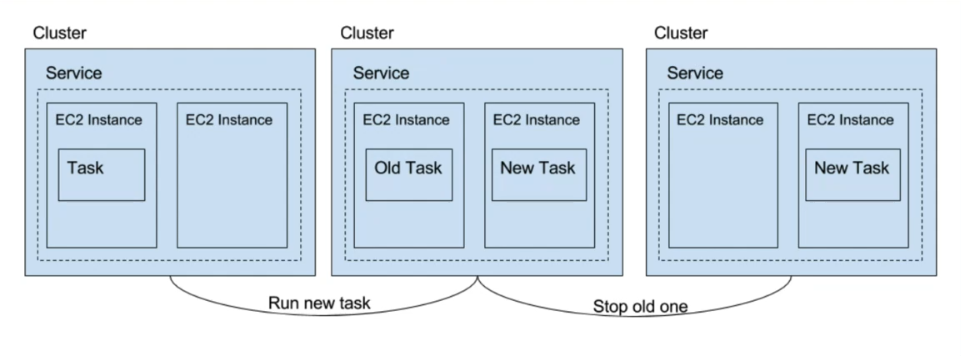 Cluster
Service
EC2 Instance
Task
EC2 Instance
Cluster
Service
EC2 Instance
Old Task
EC2 Instance
New Task
Cluster
Service
EC2 Instance
EC2 Instance
New Task
Run new task
Stop old one